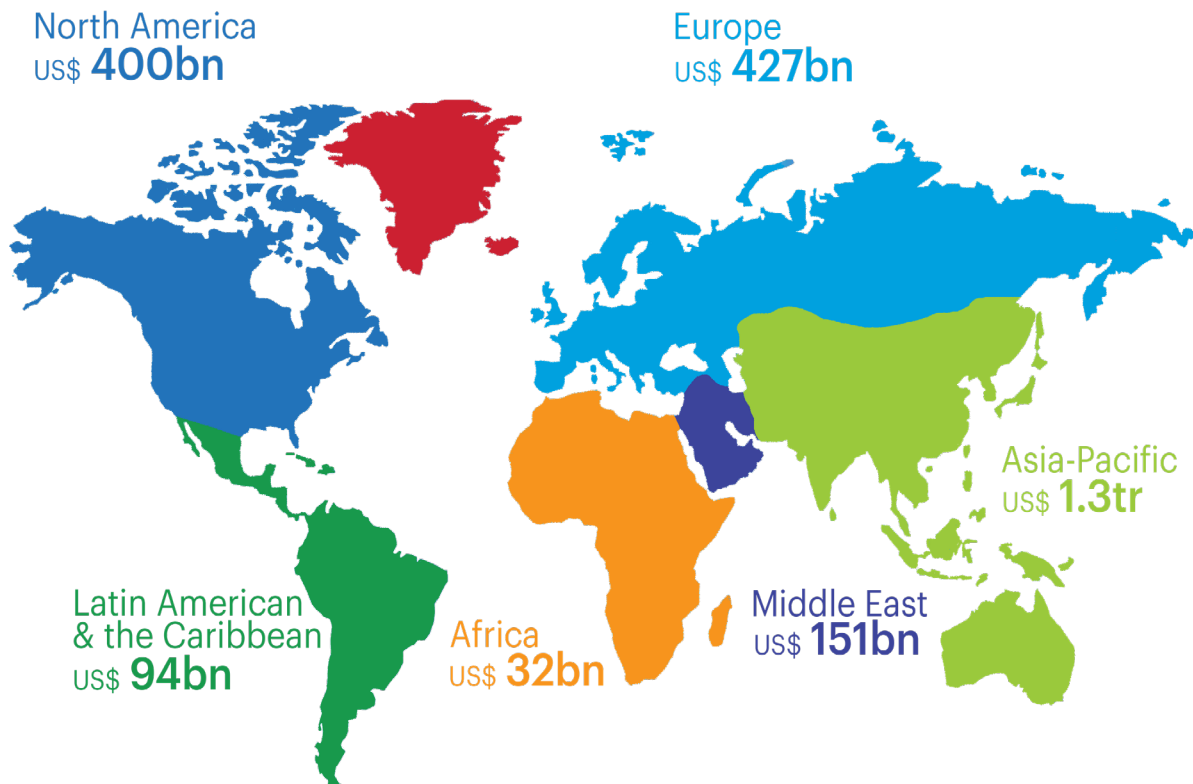 North America
US$ 400bn
Europe
US$ 427bn
Asia-Pacific
US$ 1.3tr
Latin American
& the Caribbean
US$ 94bn
Africa
US$ 32bn
Middle East
US$ 151bn